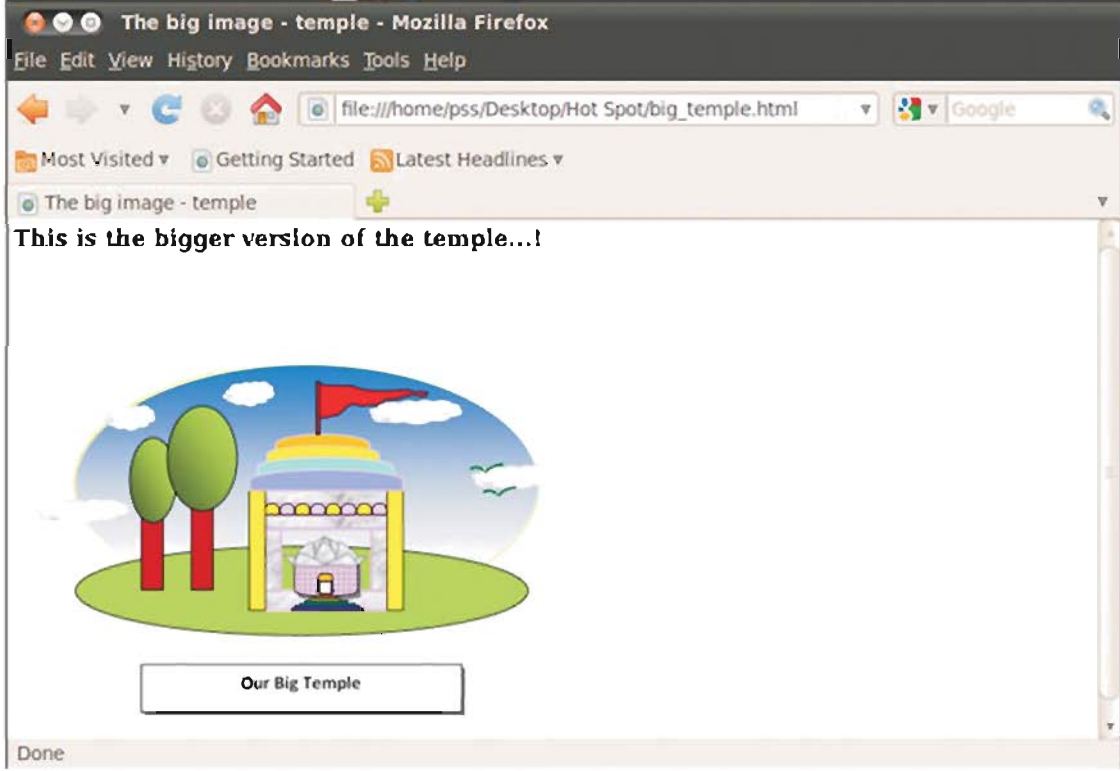 The big image - temple - Mozilla Firefox
File Edit View History Bookmarks Tools Help
file:///home/pss/Desktop/Hot Spot/big_temple.html Google
Most Visited Getting Started Latest Headlines
The big image - temple
This is the bigger version of the temple...!
Our Big Temple
Done